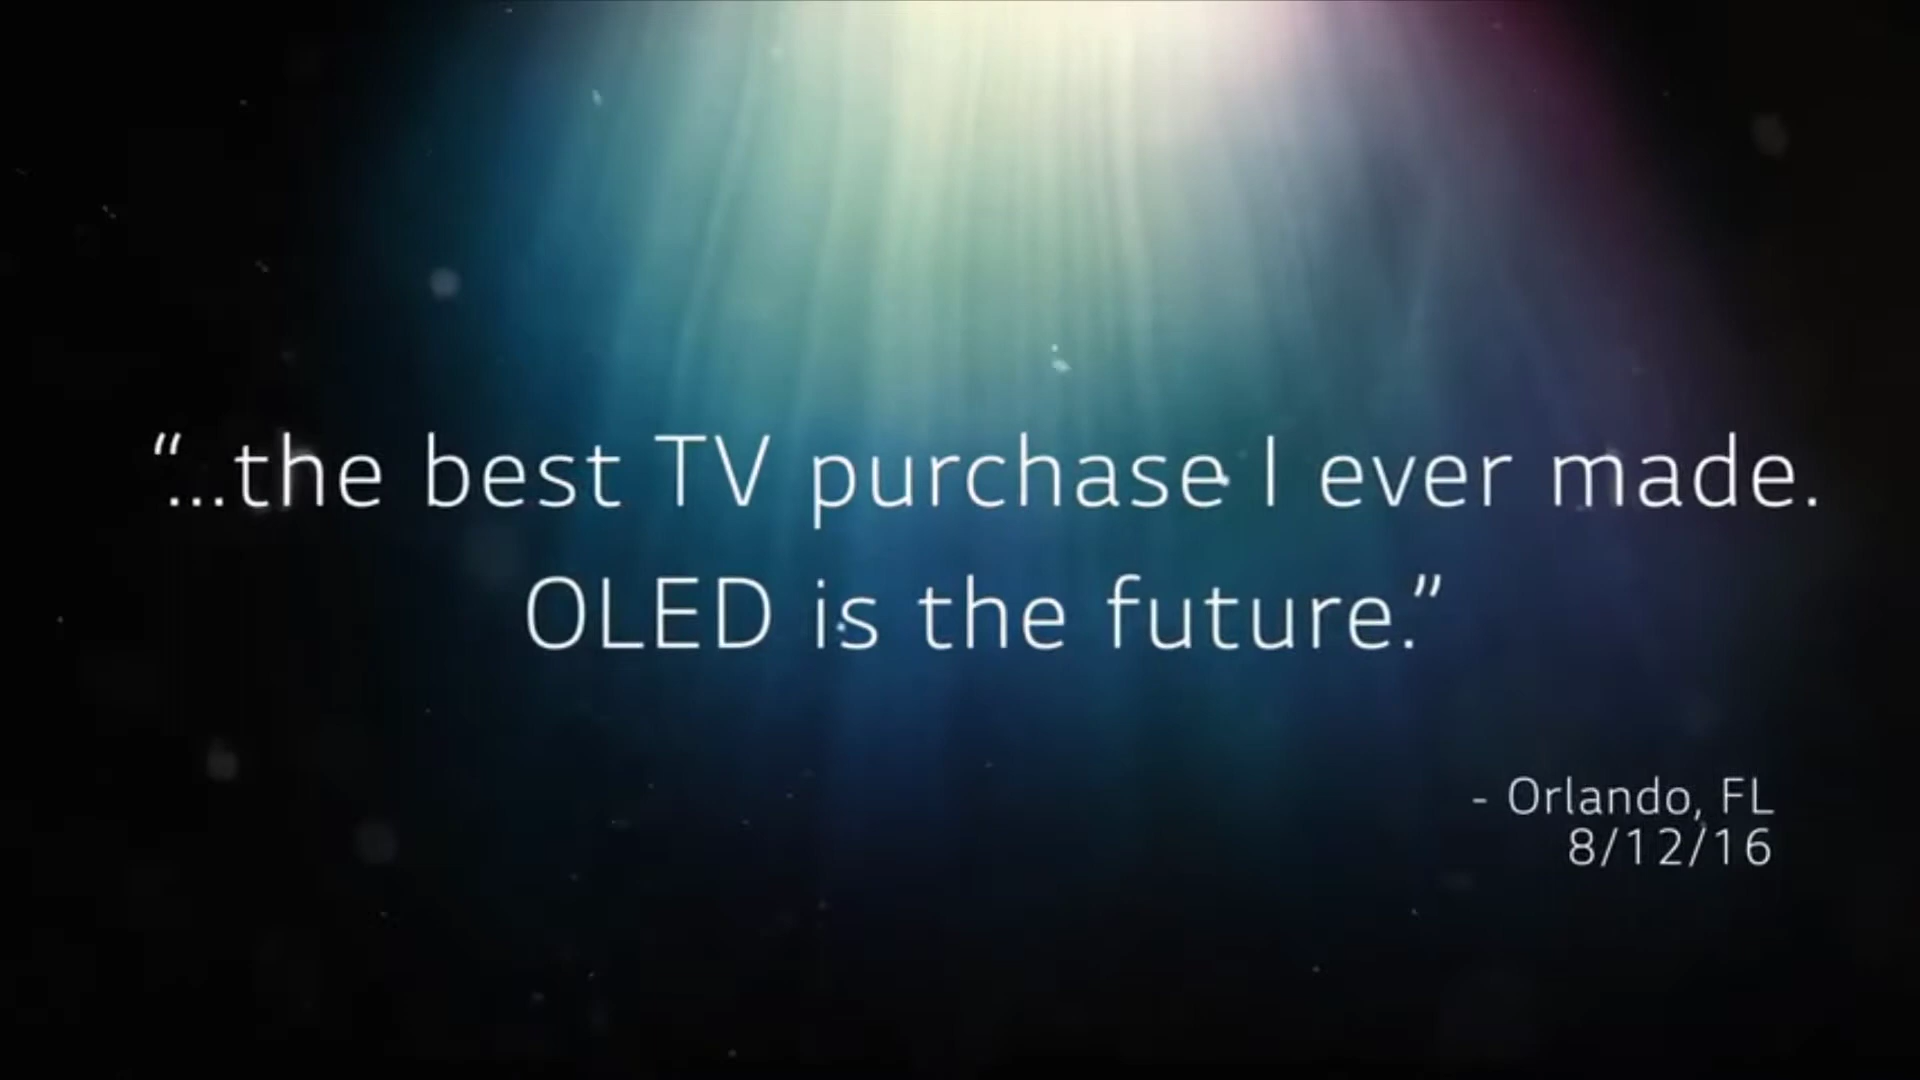 “...the best TV purchase I ever made.
OLED is the future.”
- Orlando, FL
8/12/16